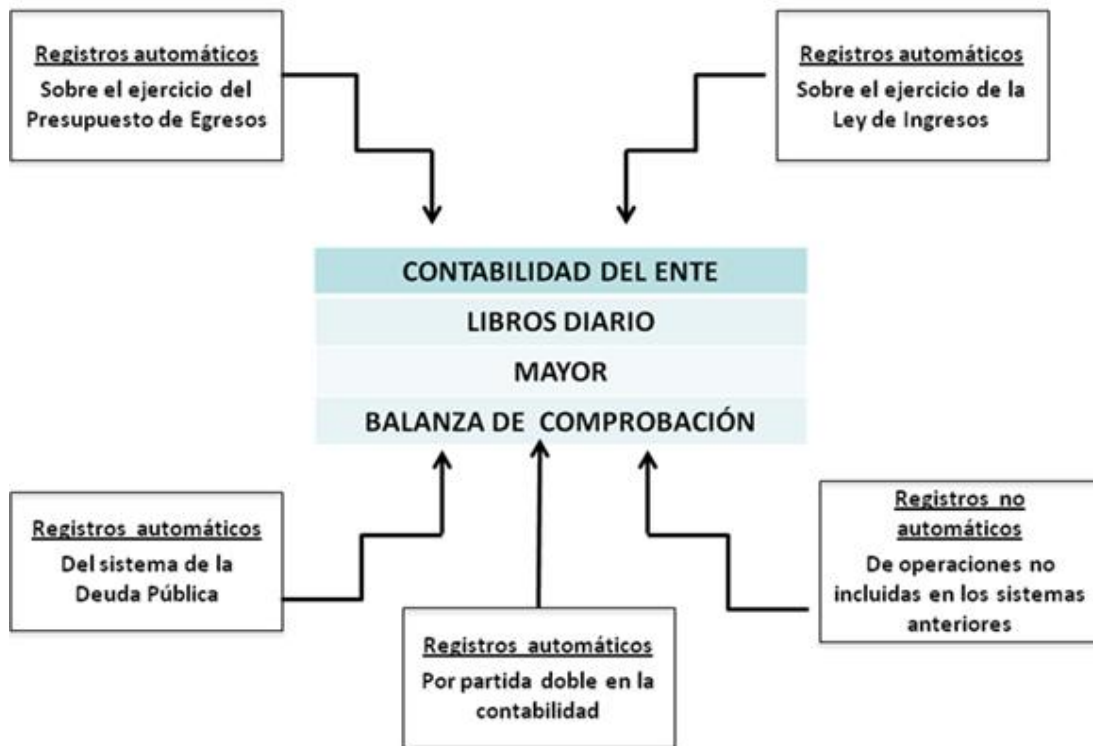 Registros automáticos
Sobre el ejercicio del
Presupuesto de Egresos
Registros automáticos
Sobre el ejercicio de la
Ley de Ingresos
CONTABILIDAD DEL ENTE
LIBROS DIARIO
MAYOR
BALANZA DE COMPROBACIÓN
Registros automáticos
Del sistema de la
Deuda Pública
Registros automáticos
Por partida doble en la
contabilidad
Registros no
automáticos
De operaciones no
incluidas en los sistemas
anteriores